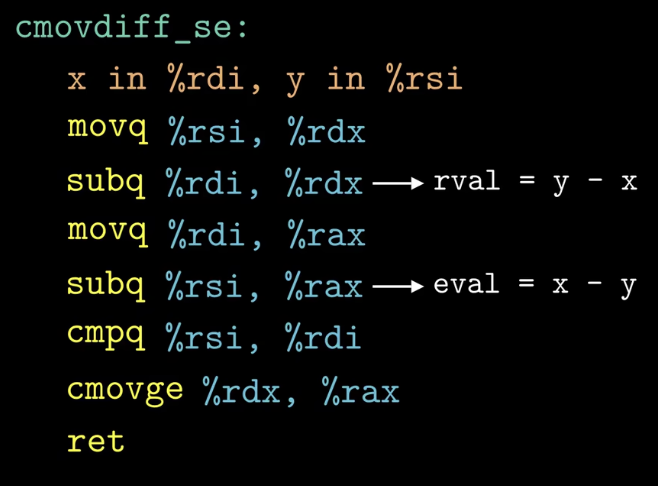 cmovdiff_se:
x in %rdi, y in %rsi
movq %rsi, %rdx
subq %rdi, %rdx → rval = y - x
movq %rdi, %rax
subq %rsi, %rax → eval = x - y
cmpq %rsi, %rdi
cmovge %rdx, %rax
ret